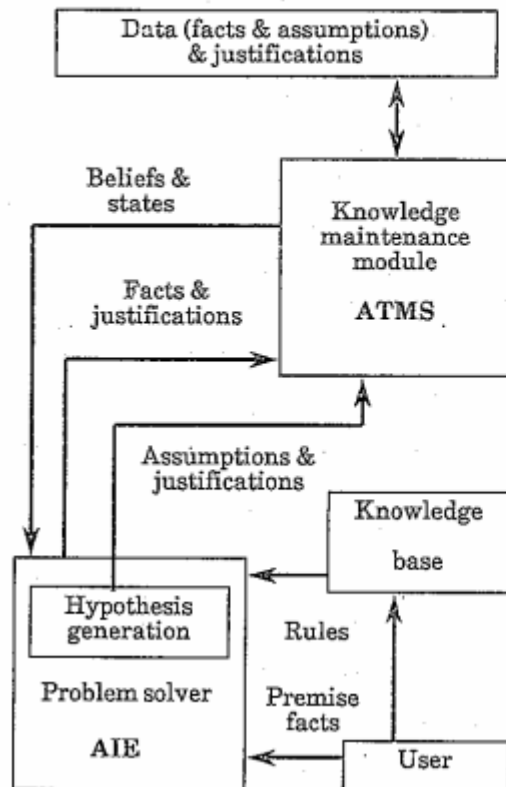 Data (facts & assumptions)
& justifications
Beliefs &
states
Knowledge
maintenance
module
ATMS
Facts &
justifications
Assumptions &
justifications
Knowledge
base
Hypothesis
generation
Rules
Problem solver
Premise
facts
AIE
User